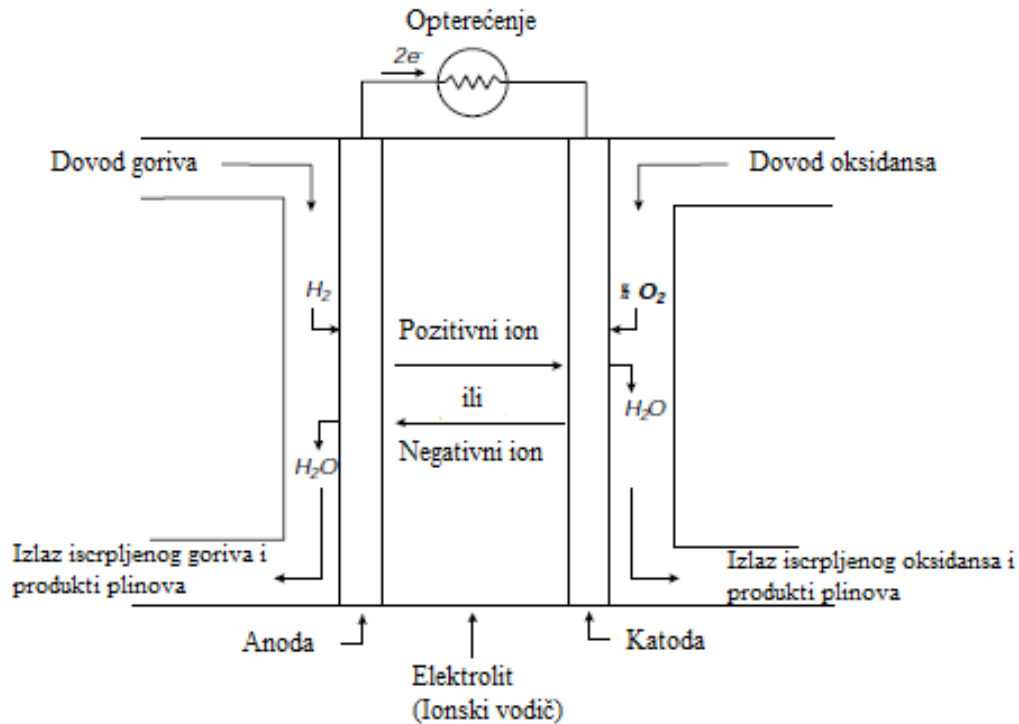 Opterećenje
2e⁻
Dovod goriva
Dovod oksidansa
H₂
O₂
Pozitivni ion
ili
Negativni ion
H₂O
H₂O
Izlaz iscrpljenog goriva i
produkti plinova
Izlaz iscrpljenog oksidansa i
produkti plinova
Anoda
Katoda
Elektrolit
(Ionski vodič)